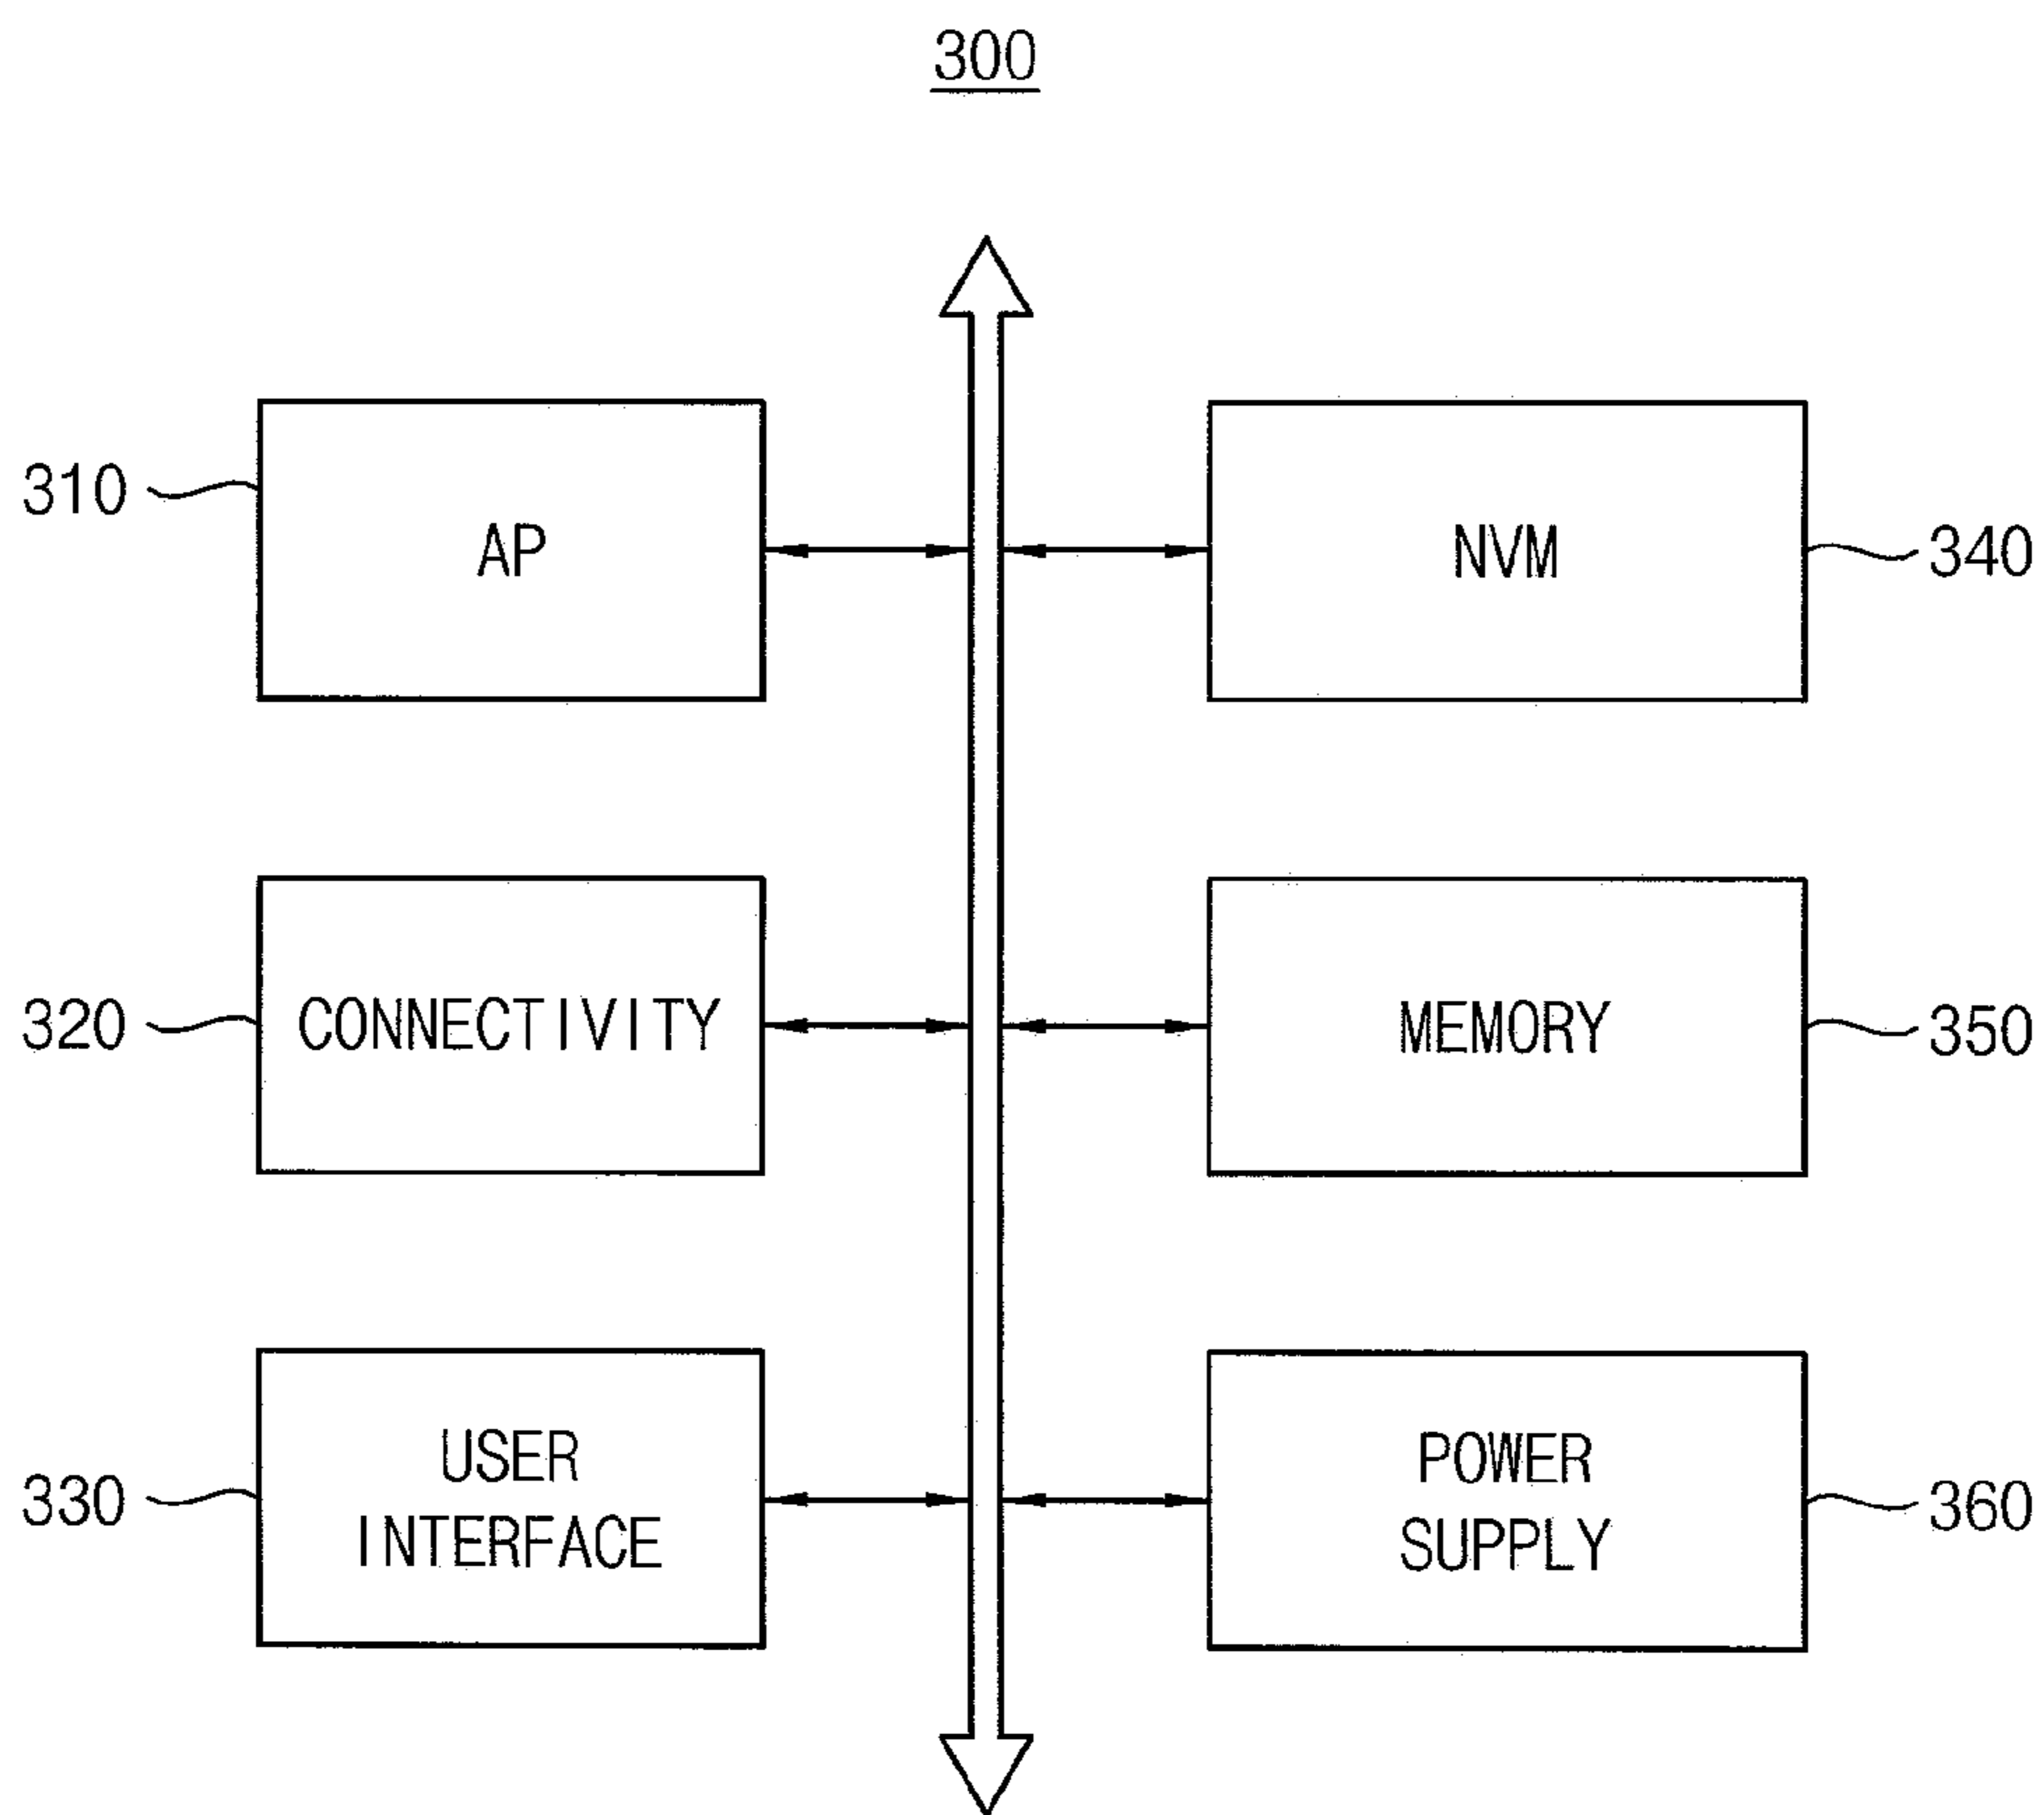 300
310
AP
NVM
340
320
CONNECTIVITY
MEMORY
350
330
USER
INTERFACE
POWER
SUPPLY
360